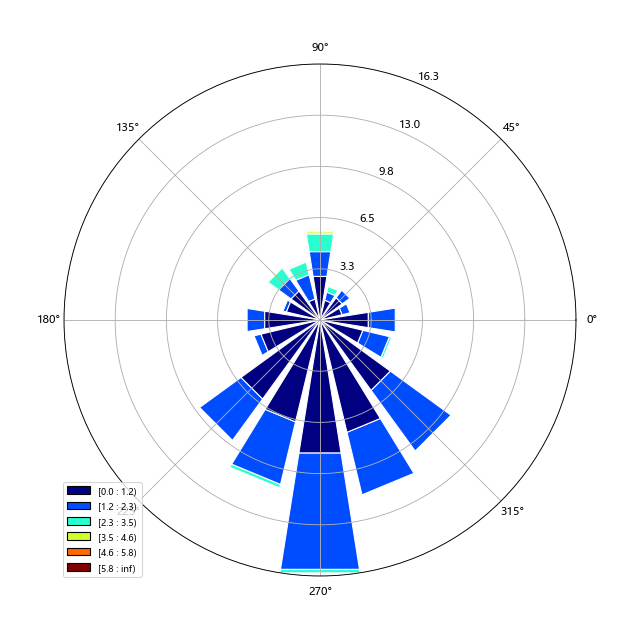 90°
16.3
135°
13.0
45°
9.8
6.5
3.3
180°
0°
[0.0 : 1.2)
[1.2 : 2.3)
[2.3 : 3.5)
225°
315°
[3.5 : 4.6)
[4.6 : 5.8)
[5.8 : inf)
270°